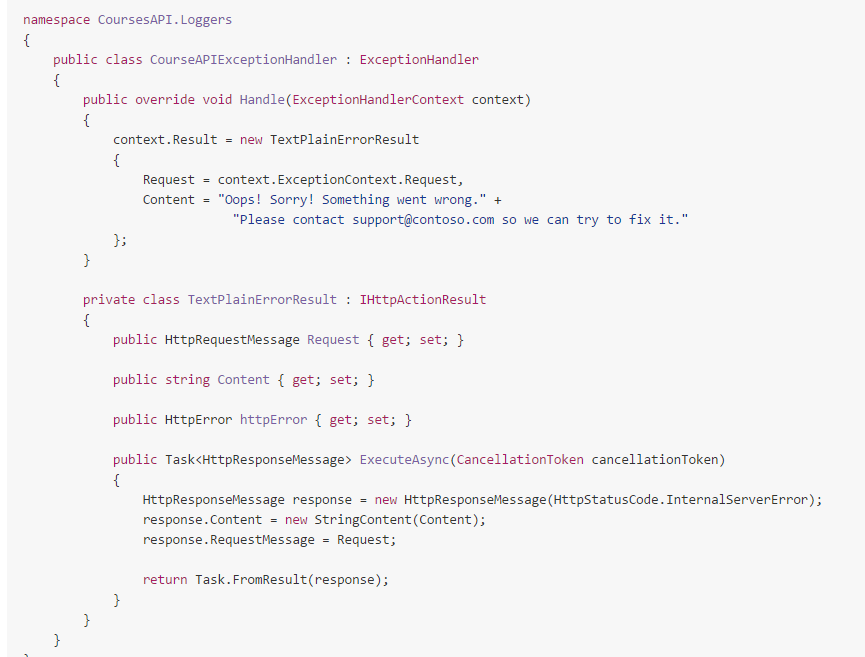 namespace CoursesAPI.Loggers
{
    public class CourseAPIExceptionHandler : ExceptionHandler
    {
        public override void Handle(ExceptionHandlerContext context)
        {
            context.Result = new TextPlainErrorResult
            {
                Request = context.ExceptionContext.Request,
                Content = "Oops! Sorry! Something went wrong." +
                            "Please contact support@contoso.com so we can try to fix it."
            };
        }

        private class TextPlainErrorResult : IHttpActionResult
        {
            public HttpRequestMessage Request { get; set; }

            public string Content { get; set; }

            public HttpError httpError { get; set; }

            public Task<HttpResponseMessage> ExecuteAsync(CancellationToken cancellationToken)
            {
                HttpResponseMessage response = new HttpResponseMessage(HttpStatusCode.InternalServerError);
                response.Content = new StringContent(Content);
                response.RequestMessage = Request;

                return Task.FromResult(response);
            }
        }
    }